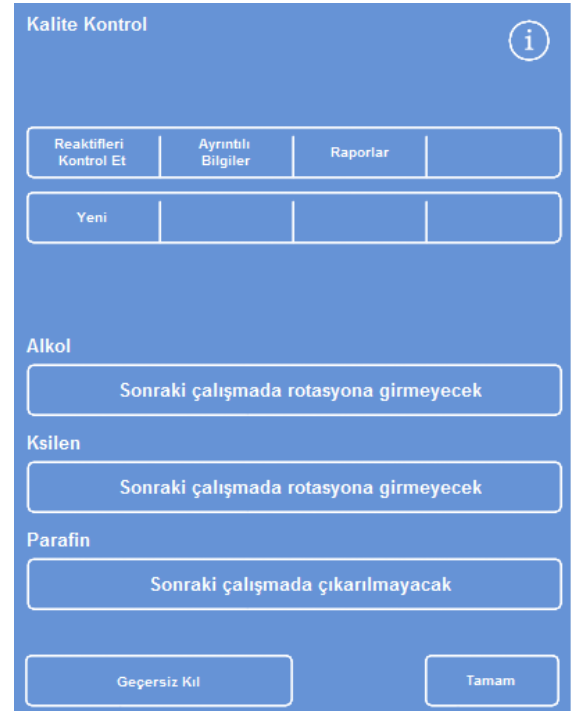 Kalite Kontrol
i
Reaktifleri Kontrol Et
Ayrıntılı Bilgiler
Raporlar
Yeni
Alkol
Sonraki çalışmada rotasyona girmeyecek
Ksilen
Sonraki çalışmada rotasyona girmeyecek
Parafin
Sonraki çalışmada çıkarılmayacak
Geçersiz Kıl
Tamam